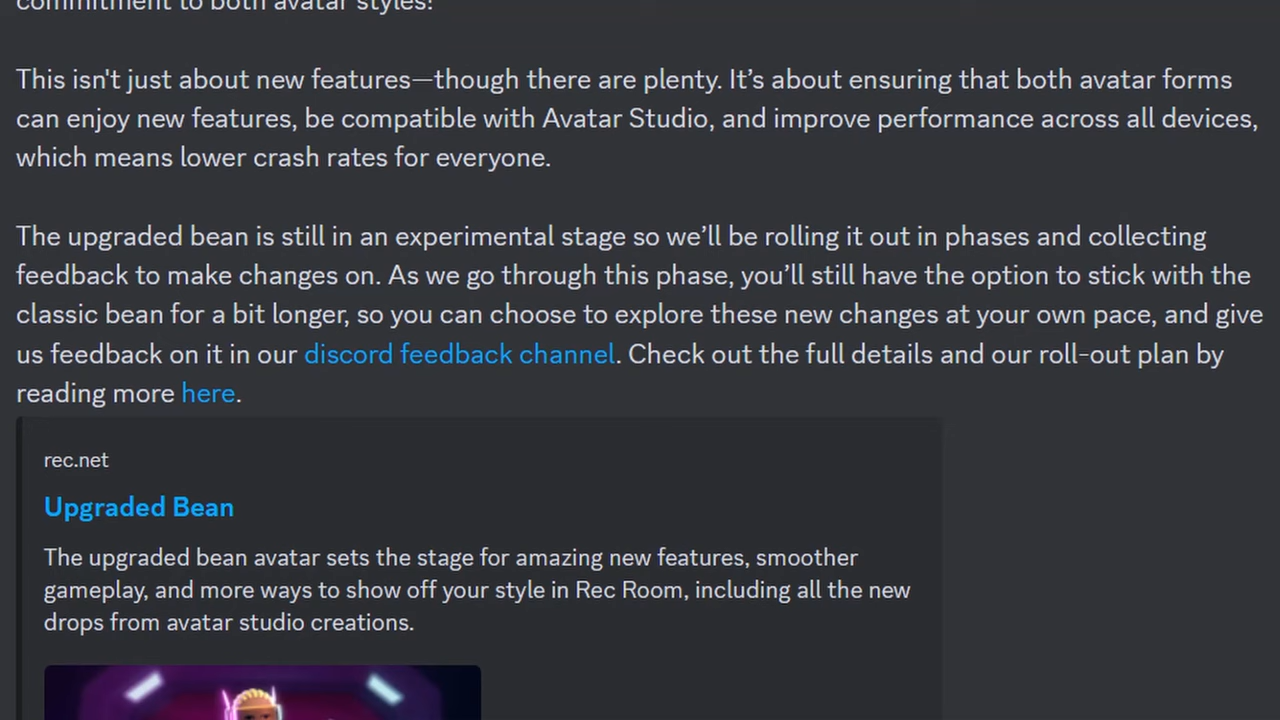 commitment to both avatar styles!
This isn't just about new features—though there are plenty. It’s about ensuring that both avatar forms
can enjoy new features, be compatible with Avatar Studio, and improve performance across all devices,
which means lower crash rates for everyone.
The upgraded bean is still in an experimental stage so we’ll be rolling it out in phases and collecting
feedback to make changes on. As we go through this phase, you’ll still have the option to stick with the
classic bean for a bit longer, so you can choose to explore these new changes at your own pace, and give
us feedback on it in our discord feedback channel. Check out the full details and our roll-out plan by
reading more here.
rec.net
Upgraded Bean
The upgraded bean avatar sets the stage for amazing new features, smoother
gameplay, and more ways to show off your style in Rec Room, including all the new
drops from avatar studio creations.